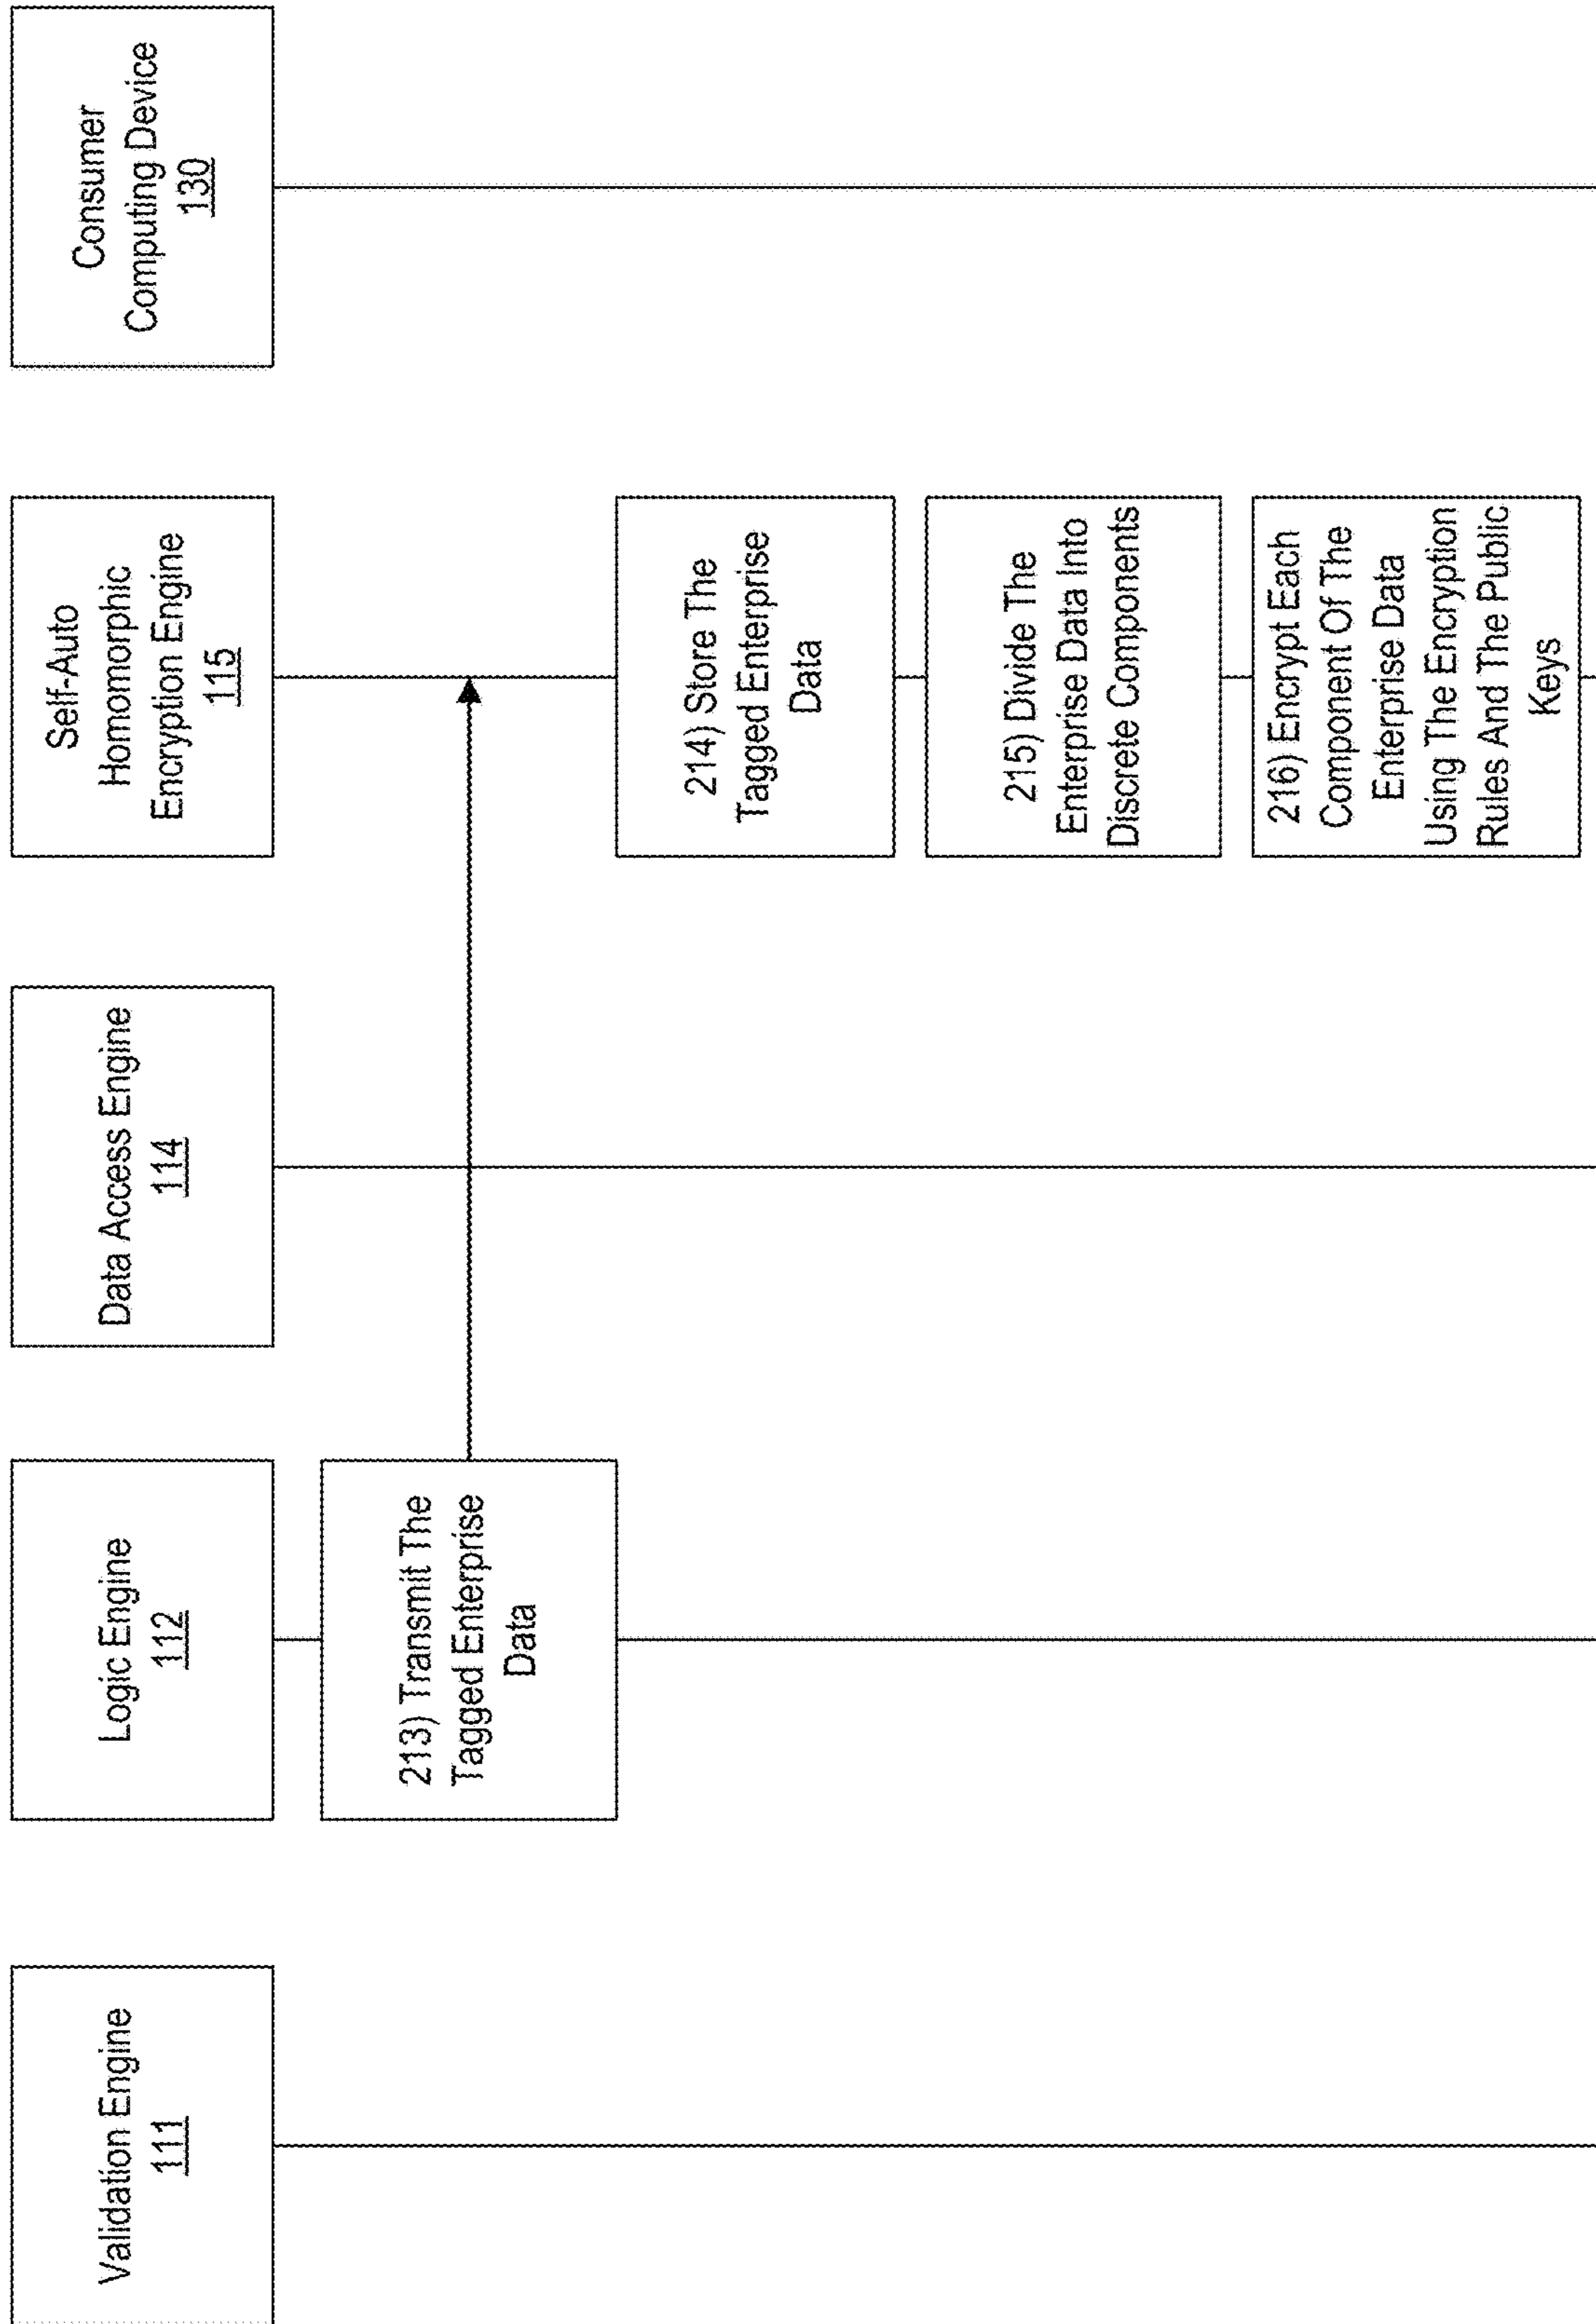 Validation Engine
111
Logic Engine
112
Data Access Engine
114
Self-Auto
Homomorphic
Encryption Engine
115
Consumer
Computing Device
130
213) Transmit The
Tagged Enterprise
Data
214) Store The
Tagged Enterprise
Data
215) Divide The
Enterprise Data Into
Discrete Components
216) Encrypt Each
Component Of The
Enterprise Data
Using The Encryption
Rules And The Public
Keys